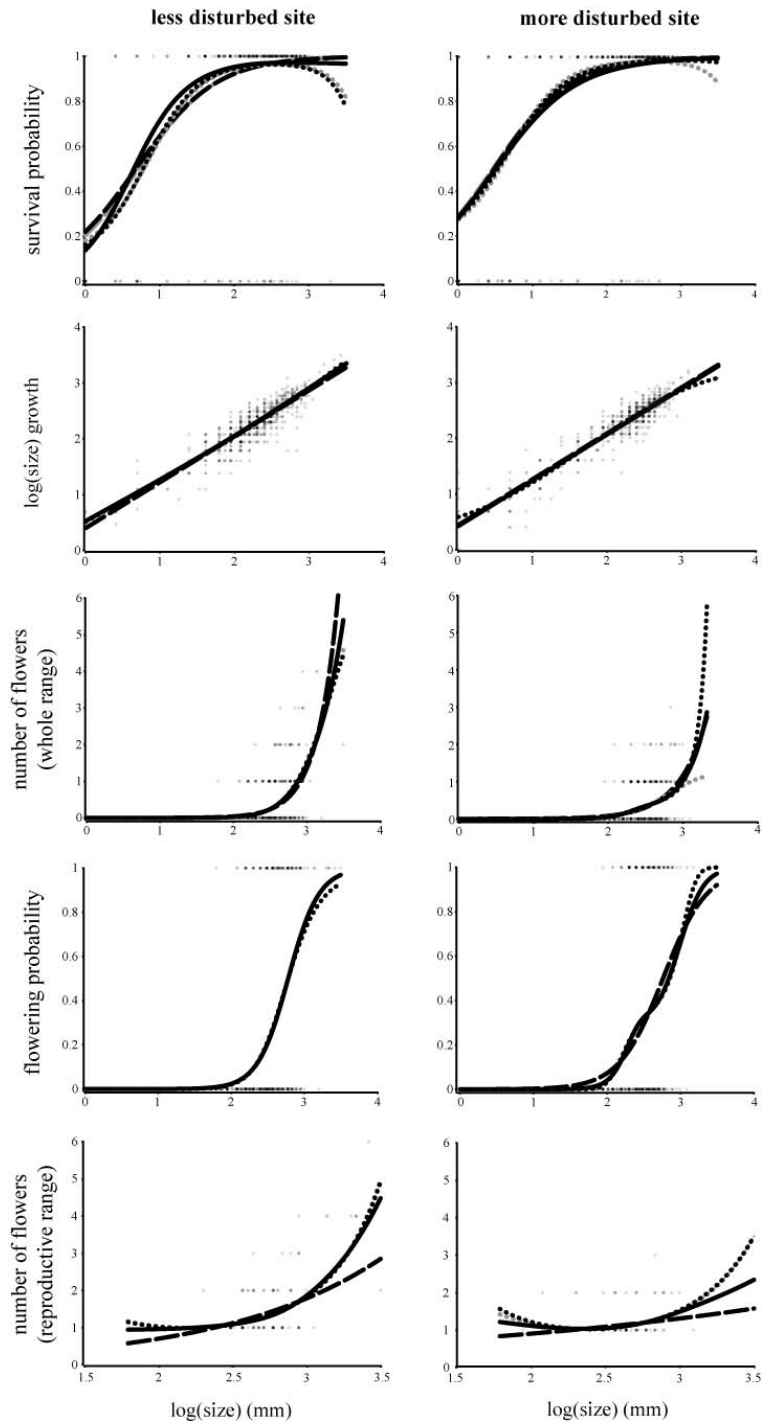 less disturbed site
more disturbed site
survival probability
1
0.8
0.6
0.4
0.2
0
0 1 2 3 4
1
0.8
0.6
0.4
0.2
0
0 1 2 3 4
log(size) growth
4
3
2
1
0
0 1 2 3 4
4
3
2
1
0
0 1 2 3 4
number of flowers
(whole range)
6
5
4
3
2
1
0
0 1 2 3 4
6
5
4
3
2
1
0
0 1 2 3 4
flowering probability
1
0.8
0.6
0.4
0.2
0
0 1 2 3 4
1
0.8
0.6
0.4
0.2
0
0 1 2 3 4
number of flowers
(reproductive range)
6
5
4
3
2
1
0
1.5 2 2.5 3 3.5
6
5
4
3
2
1
0
1.5 2 2.5 3 3.5
log(size) (mm)
log(size) (mm)